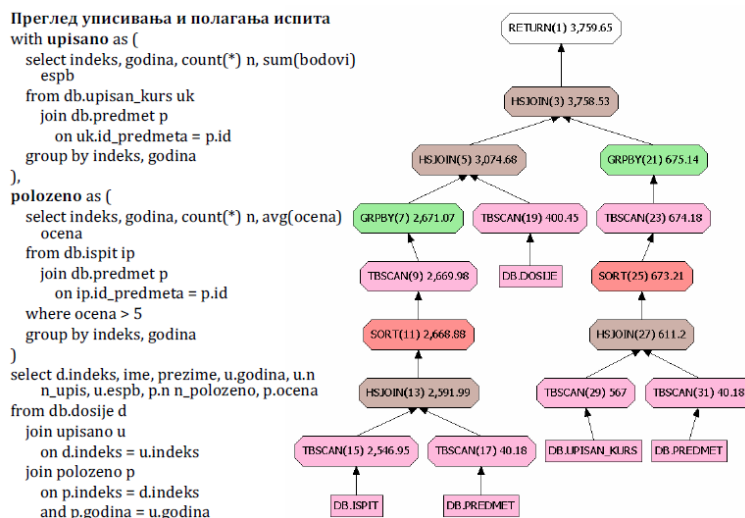 Преглед уписивања и полагања испита
with upisano as (
select indeks, godina, count(*) n, sum(bodovi)
espb
from db.upisan_kurs uk
join db.predmet p
on uk.id_predmeta = p.id
group by indeks, godina
),
polozeno as (
select indeks, godina, count(*) n, avg(ocena)
ocena
from db.ispit ip
join db.predmet p
on ip.id_predmeta = p.id
where ocena > 5
group by indeks, godina
)
select d.indeks, ime, prezime, u.godina, u.n
n_upis, u.espb, p.n n_polozeno, p.ocena
from db.dosije d
join upisano u
on d.indeks = u.indeks
join polozeno p
on p.indeks = d.indeks
and p.godina = u.godina
RETURN(1) 3,759.65
HSJOIN(3) 3,758.53
HSJOIN(5) 3,074.68
GRPBY(21) 675.14
GRPBY(7) 2,671.07
TBSCAN(19) 400.45
TBSCAN(23) 674.18
TBSCAN(9) 2,669.98
DB.DOSIJE
SORT(25) 673.21
SORT(11) 2,668.88
HSJOIN(27) 611.2
HSJOIN(13) 2,591.99
TBSCAN(29) 567
TBSCAN(31) 40.18
TBSCAN(15) 2,546.95
TBSCAN(17) 40.18
DB.UPISAN_KURS
DB.PREDMET
DB.ISPIT
DB.PREDMET